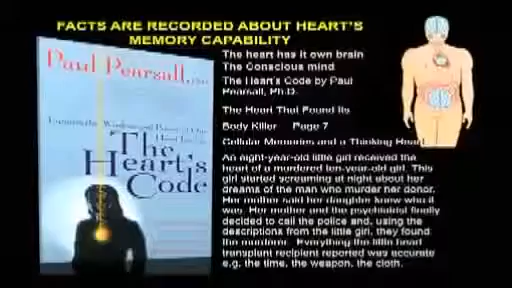 FACTS ARE RECORDED ABOUT HEART'S
MEMORY CAPABILITY
Paul Pearsall,
The
Heart's
Code
The heart has it own brain
The Conscious mind
The Heart's Code by Paul
Pearsall, Ph.D.
The Heart That Found Its
Body Killer Page 7
Cellular Memories and a Thinking Heart
An eight-year-old little girl received the
heart of a murdered ten-year-old girl. This
girl started screaming at night about her
dreams of the man who murder her donor.
Her mother said her daughter knew who it
was. Her mother and the psychiatrist finally
decided to call the police and, using the
descriptions from the little girl, they found
the murderer. Everything the little heart
transplant recipient reported was accurate
e.g. the time, the weapon, the cloth.